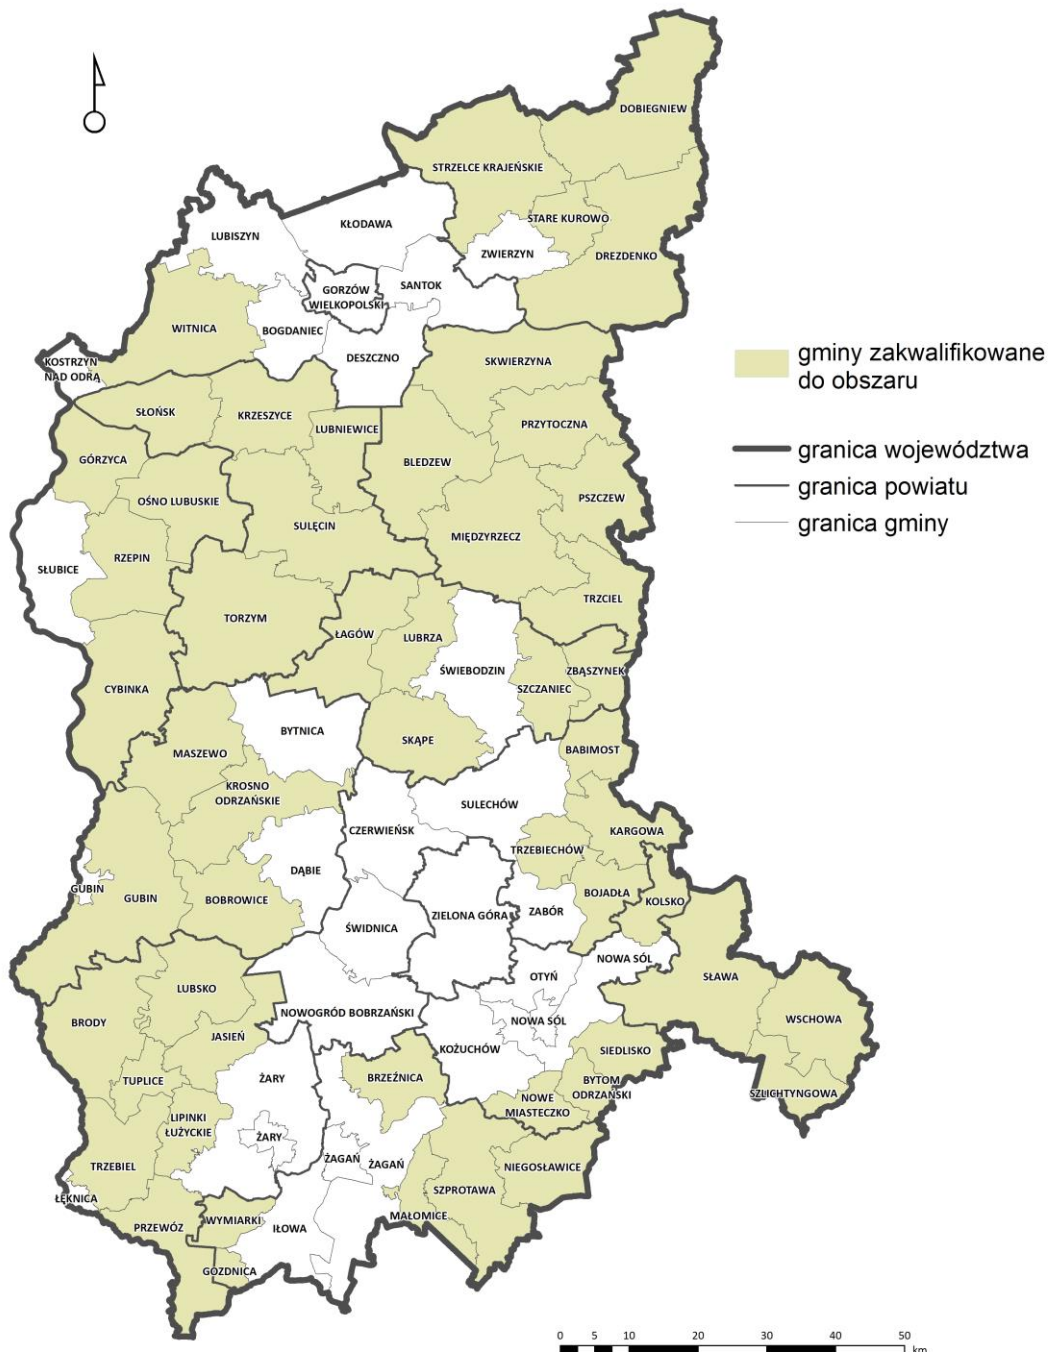 DOBIEGNIEW
STRZELCE KRAJEŃSKIE
STARE KUROWO
KŁODAWA
LUBISZYN
ZWIERZYN
DREZDENKO
SANTOK
GORZÓW
WIELKOPOLSKI
WITNICA
BOGDANIEC
DESZCZNO
KOSTRZYN
NAD ODRĄ
SKWIERZYNA
gminy zakwalifikowane
do obszaru
SŁOŃSK
KRZESZYCE
LUBNIEWICE
PRZYTOCZNA
granica województwa
GÓRZYCA
BLEDZEW
granica powiatu
OŚNO LUBUSKIE
PSZCZEW
SULĘCIN
MIĘDZYRZECZ
granica gminy
RZEPIN
SŁUBICE
TRZCIEL
TORZYM
ŁAGÓW
LUBRZA
ŚWIEBODZIN
ZBĄSZYNEK
CYBINKA
SZCZANIEC
BYTNICA
SKĄPE
MASZEWO
BABIMOST
KROSNO
ODRZAŃSKIE
SULECHÓW
CZERWIEŃSK
KARGOWA
TRZEBIECHÓW
DĄBIE
GUBIN
GUBIN
BOBROWICE
BOJADŁA
KOLSKO
ZABÓR
ZIELONA GÓRA
ŚWIDNICA
NOWA SÓL
OTYŃ
SŁAWA
LUBSKO
NOWOGRÓD BOBRZAŃSKI
BRODY
NOWA SÓL
WSCHOWA
JASIEŃ
KOŻUCHÓW
SIEDLISKO
TUPLICE
ŻARY
BRZEŹNICA
BYTOM
ODRZAŃSKI
SZLICHTYNGOWA
NOWE
MIASTECZKO
LIPINKI
ŁUŻYCKIE
ŻARY
TRZEBIEL
ŻAGAŃ
ŻAGAŃ
NIEGOSŁAWICE
ŁĘKNICA
SZPROTAWA
PRZEWÓZ
WYMIARKI
IŁOWA
MAŁOMICE
GOZDNICA
0 5 10 20 30 40 50
km